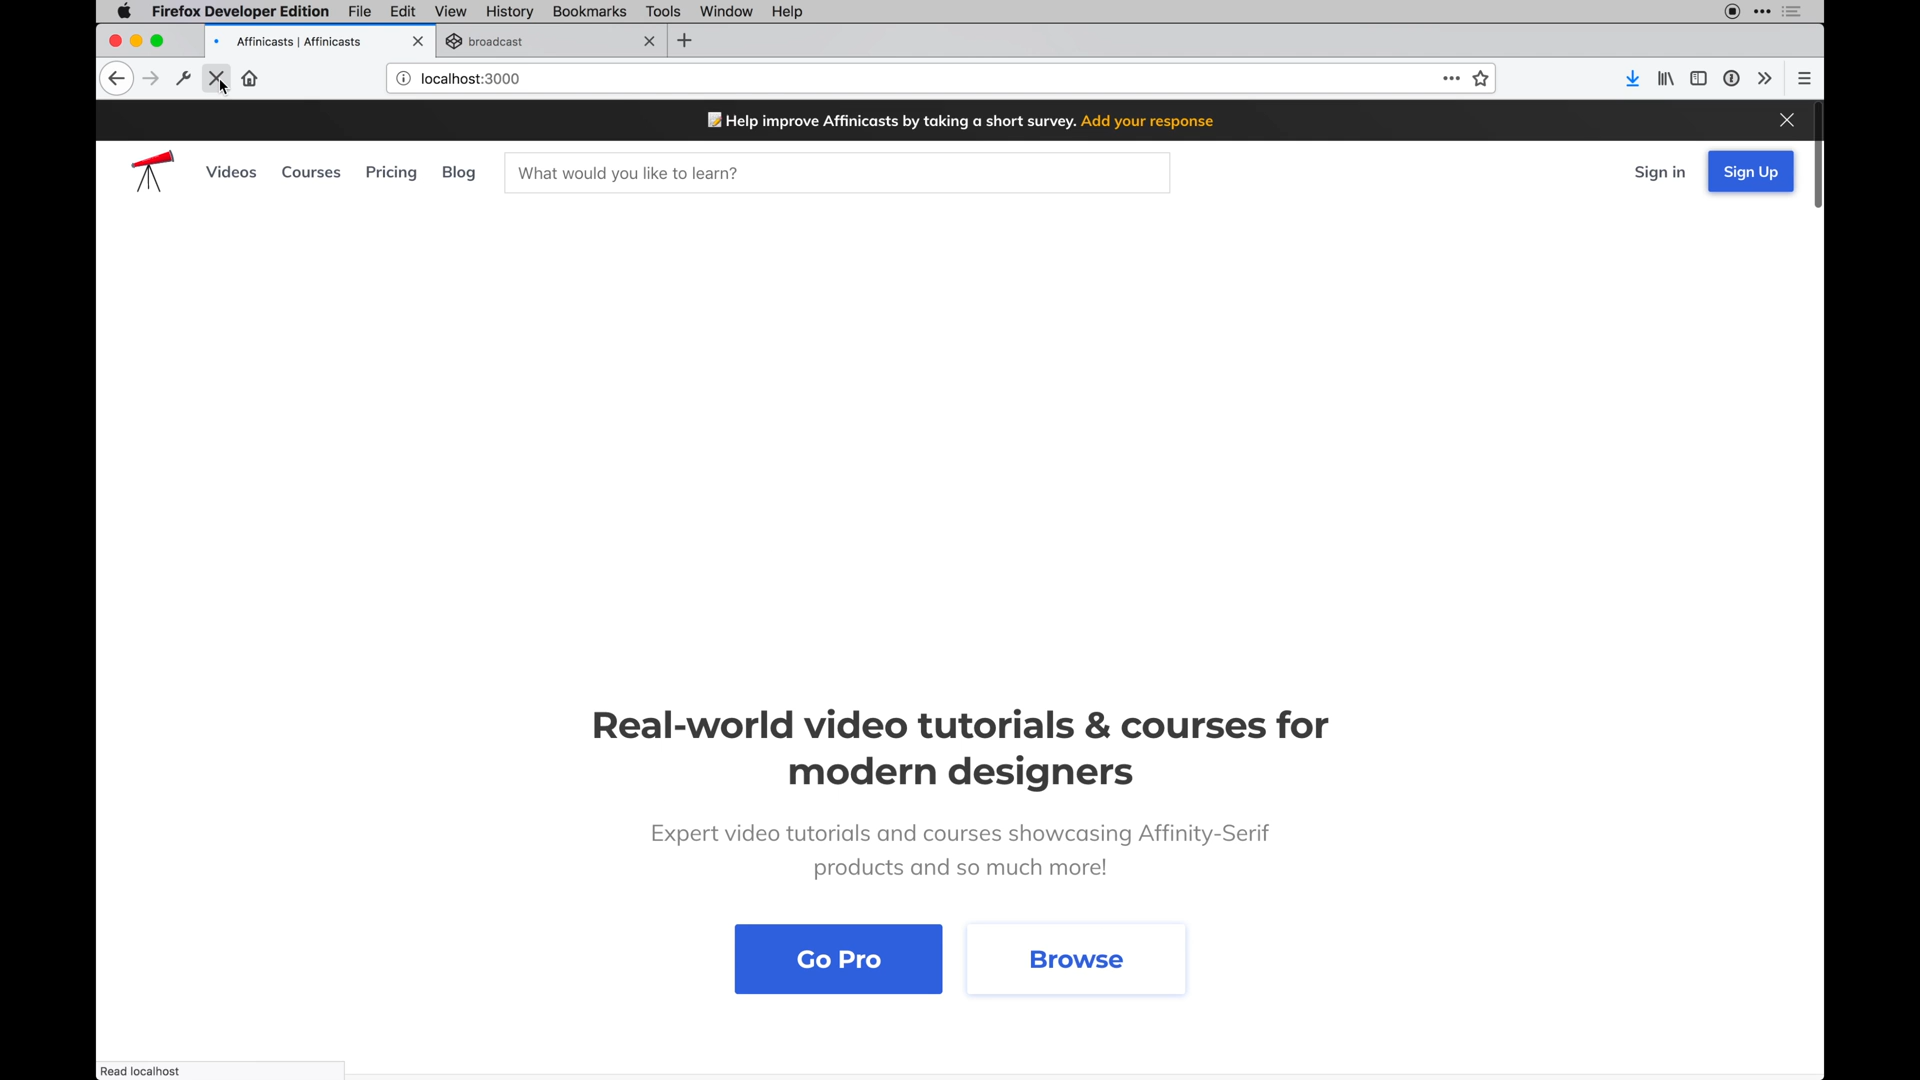 Firefox Developer Edition File Edit View History Bookmarks Tools Window Help
Affinicasts | Affinicasts broadcast
localhost:3000
Help improve Affinicasts by taking a short survey. Add your response
Videos Courses Pricing Blog What would you like to learn? Sign in Sign Up
Real-world video tutorials & courses for
modern designers
Expert video tutorials and courses showcasing Affinity-Serif
products and so much more!
Go Pro Browse
Read localhost